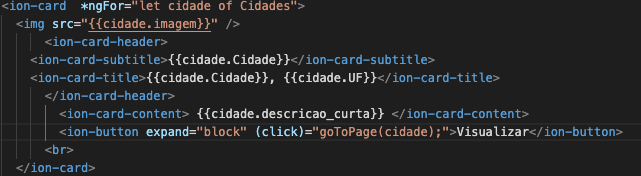 <ion-card  *ngFor="let cidade of Cidades">
  <img src="{{cidade.imagem}}" />
      <ion-card-header>
    <ion-card-subtitle>{{cidade.Cidade}}</ion-card-subtitle>
    <ion-card-title>{{cidade.Cidade}}, {{cidade.UF}}</ion-card-title>
      </ion-card-header>
        <ion-card-content> {{cidade.descricao_curta}} </ion-card-content>
        <ion-button expand="block" (click)="goToPage(cidade);">Visualizar</ion-button>
      <br>
  </ion-card>